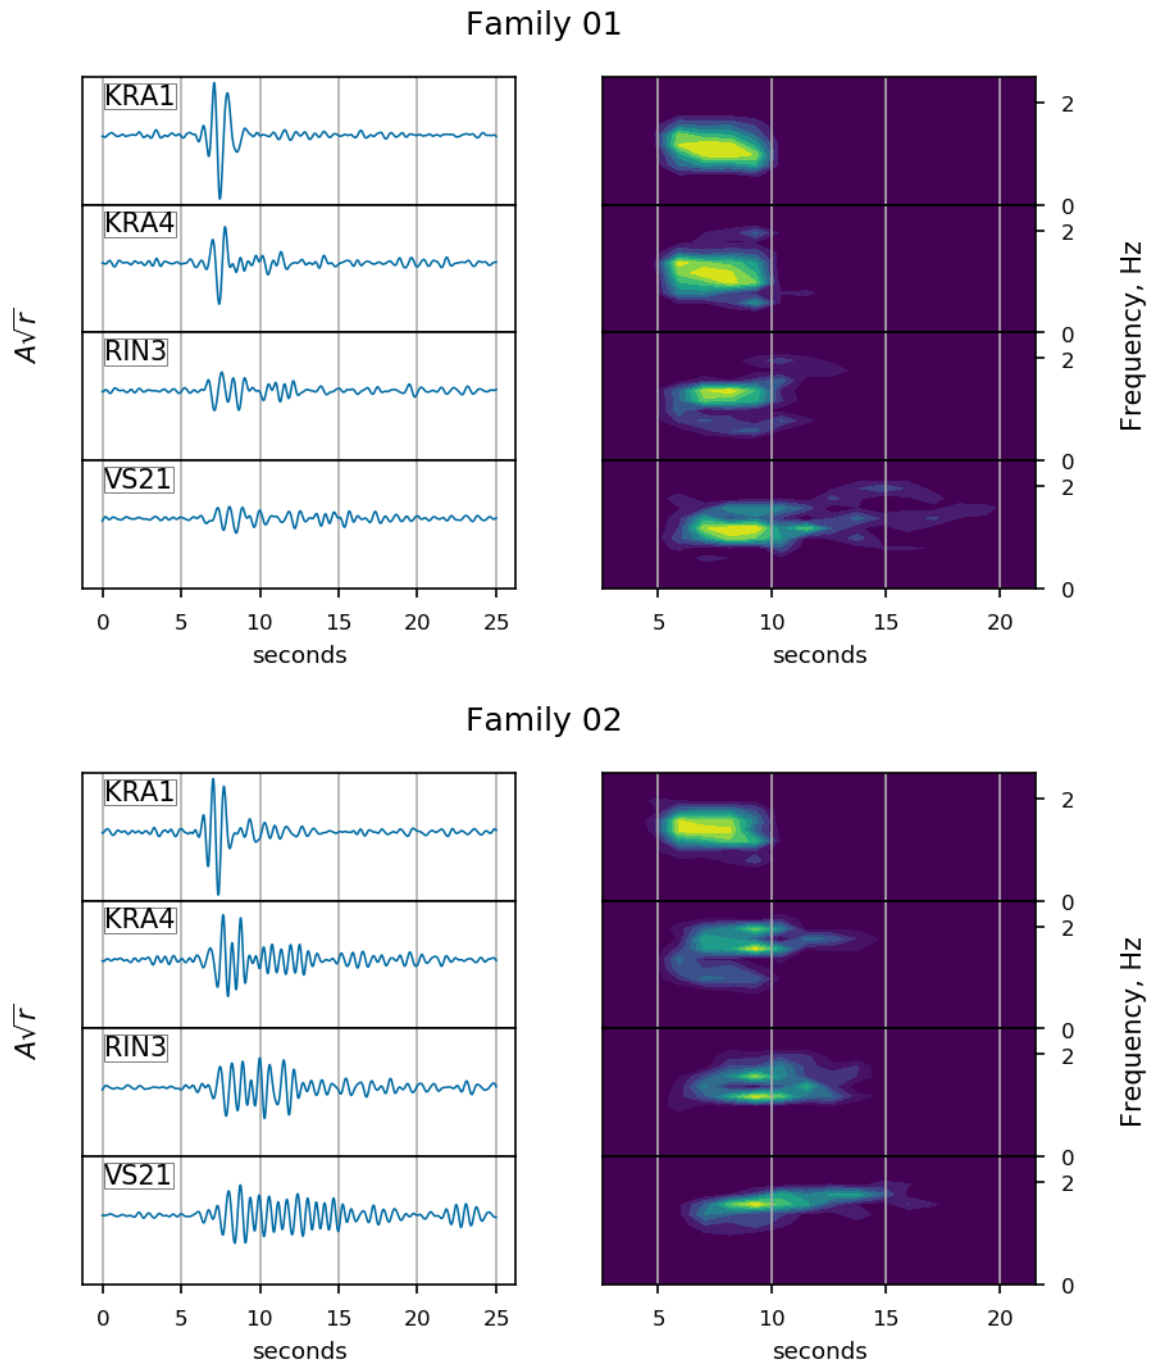 Family 01
KRA1
KRA4
RIN3
VS21
A√r
0 5 10 15 20 25
seconds
2
0
2
0
2
0
2
0
Frequency, Hz
5 10 15 20
seconds
Family 02
KRA1
KRA4
RIN3
VS21
A√r
0 5 10 15 20 25
seconds
2
0
2
0
2
0
2
0
Frequency, Hz
5 10 15 20
seconds